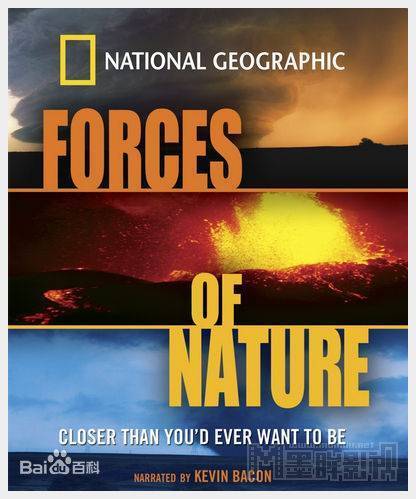 NATIONAL GEOGRAPHIC
FORCES
OF
NATURE
CLOSER THAN YOU'D EVER WANT TO BE
Bai百科
NARRATED BY KEVIN BACON